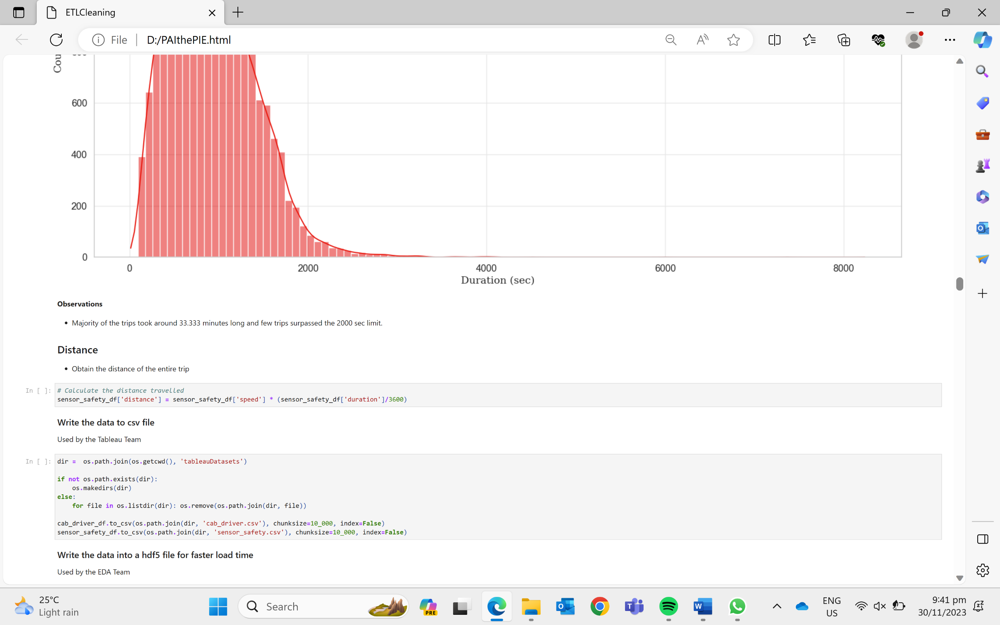 ETLCleaning
File
D:/PAIthePIE.html
Cou
600
400
200
0
0 2000 4000 6000 8000
Duration (sec)
Observations
Majority of the trips took around 33.333 minutes long and few trips surpassed the 2000 sec limit.
Distance
Obtain the distance of the entire trip
In [ ]:
# Calculate the distance travelled
sensor_safety_df['distance'] = sensor_safety_df['speed'] * (sensor_safety_df['duration']/3600)
Write the data to csv file
Used by the Tableau Team
In [ ]:
dir =  os.path.join(os.getcwd(), 'tableauDatasets')
if not os.path.exists(dir):
    os.makedirs(dir)
else:
    for file in os.listdir(dir): os.remove(os.path.join(dir, file))
cab_driver_df.to_csv(os.path.join(dir, 'cab_driver.csv'), chunksize=10_000, index=False)
sensor_safety_df.to_csv(os.path.join(dir, 'sensor_safety.csv'), chunksize=10_000, index=False)
Write the data into a hdf5 file for faster load time
Used by the EDA Team
25°C
Light rain
Search
PRE
ENG
US
9:41 pm
30/11/2023